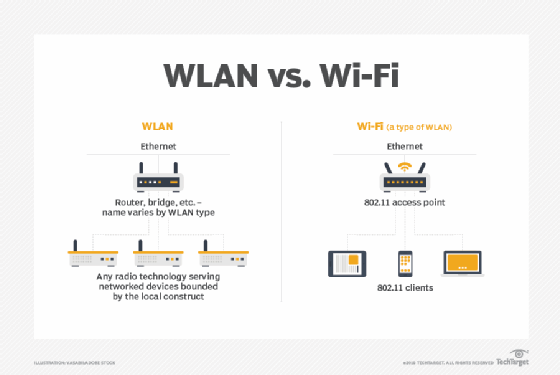 WLAN vs. Wi-Fi
WLAN
Ethernet
Router, bridge, etc. –
name varies by WLAN type
Any radio technology serving
networked devices bounded
by the local construct
Wi-Fi (a type of WLAN)
Ethernet
802.11 access point
802.11 clients
TechTarget